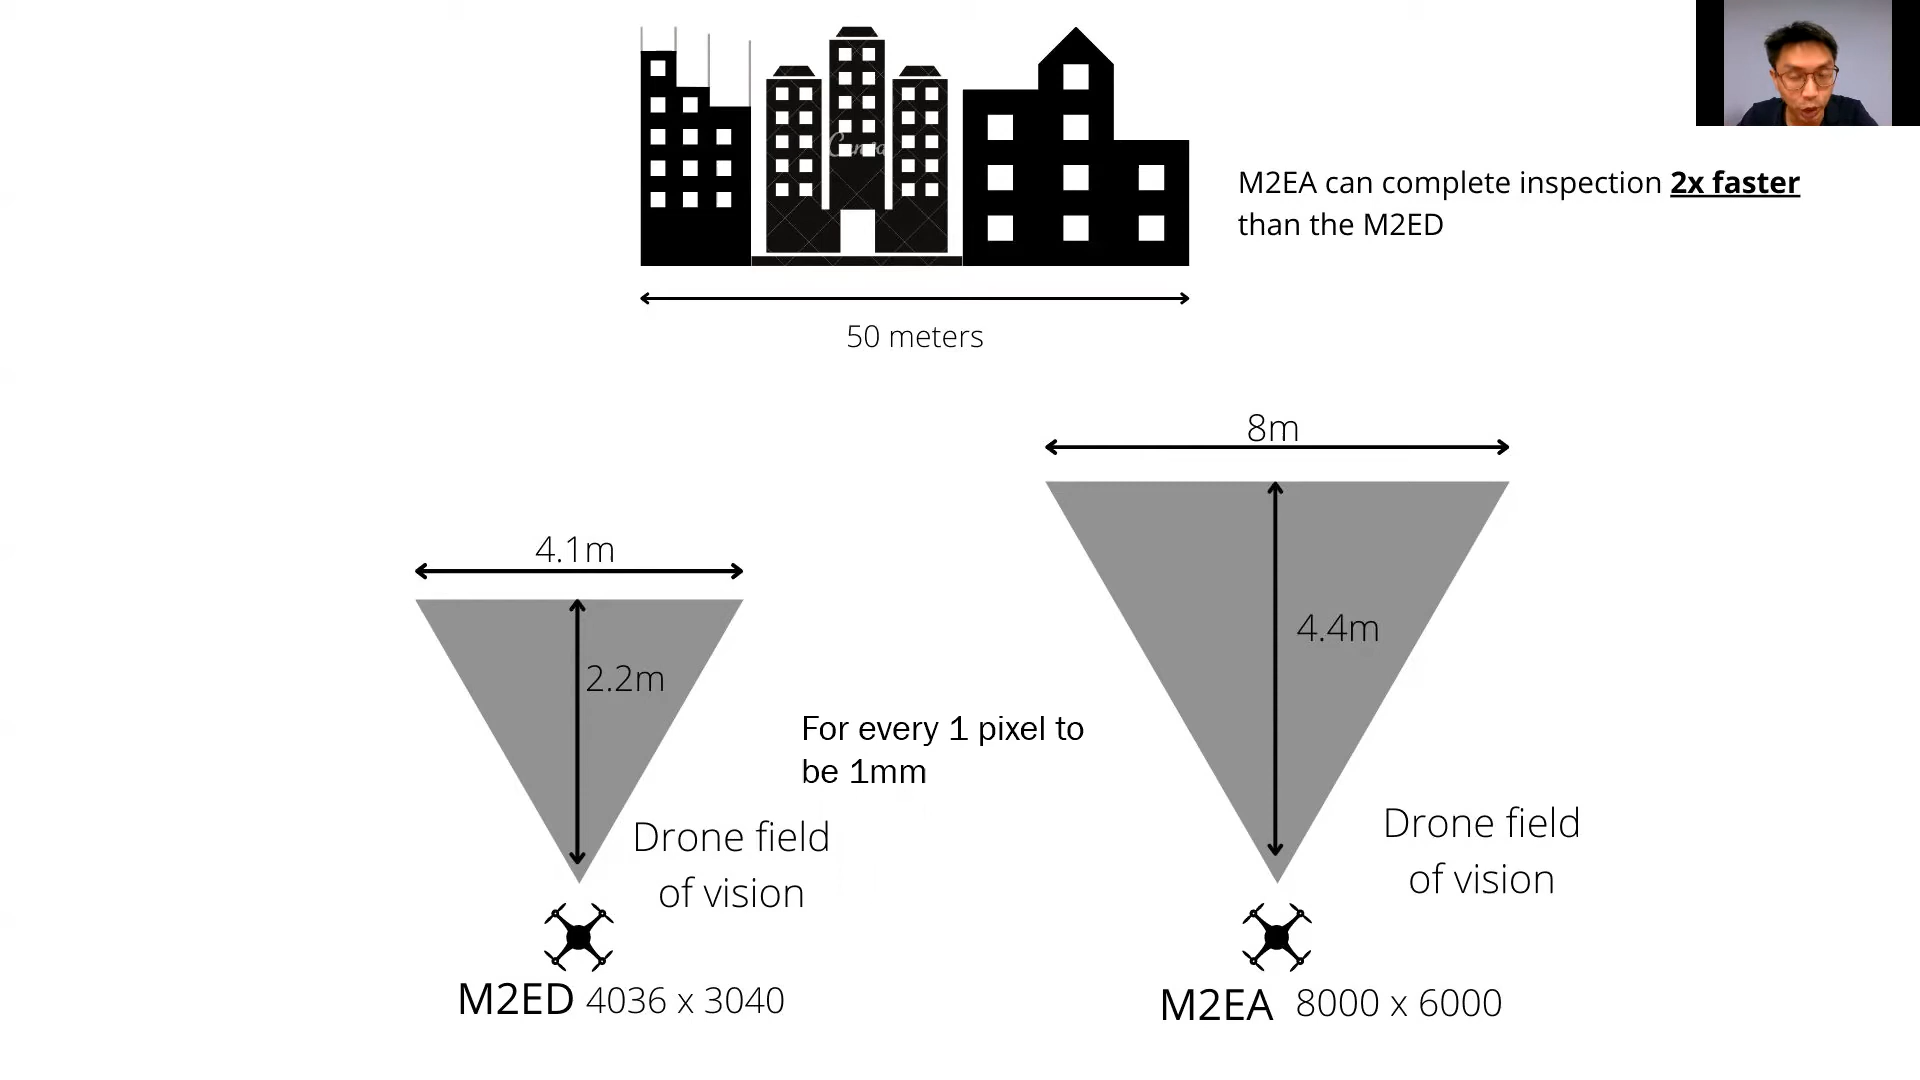 Canva
M2EA can complete inspection 2x faster
than the M2ED
50 meters
8m
4.1m
4.4m
2.2m
For every 1 pixel to
be 1mm
Drone field
of vision
Drone field
of vision
M2ED 4036 x 3040
M2EA 8000 x 6000